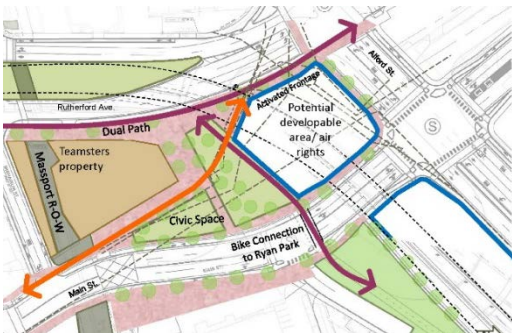 Alford St.
Activated Frontage
Potential
developable
area/ air
rights
Rutherford Ave.
Dual Path
Teamsters
property
Massport R-O-W
S
Civic Space
Bike Connection
to Ryan Park
Main St.